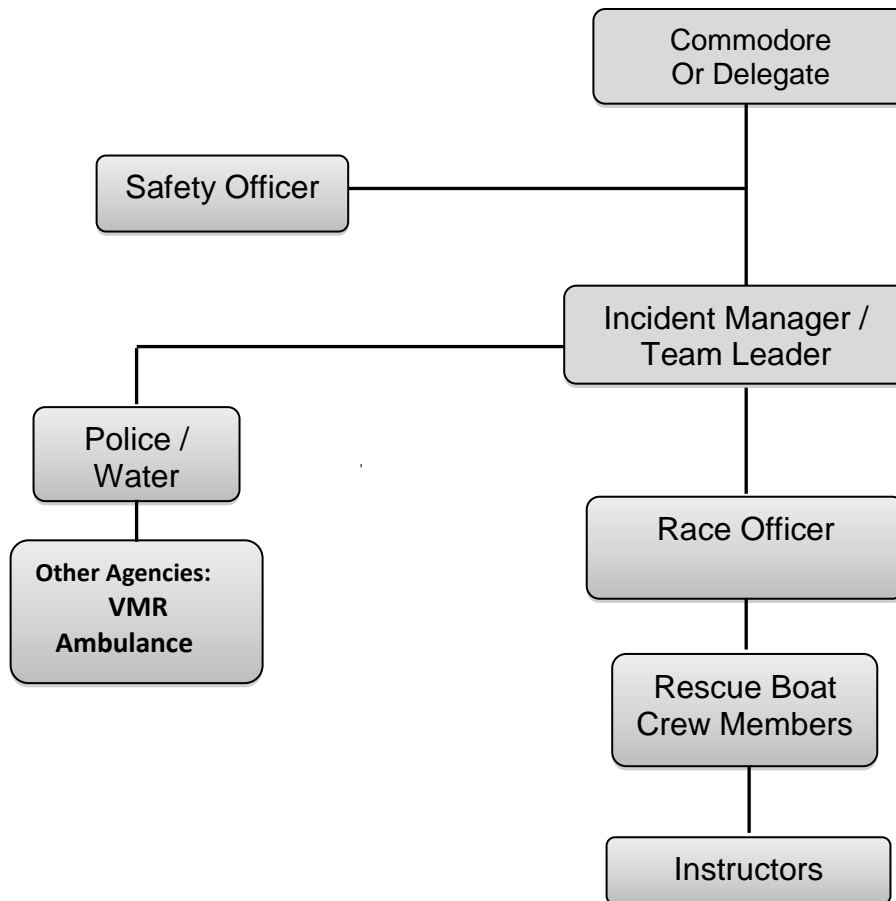 Commodore
Or Delegate
Safety Officer
Incident Manager /
Team Leader
Police /
Water
Other Agencies:
VMR
Ambulance
Race Officer
Rescue Boat
Crew Members
Instructors